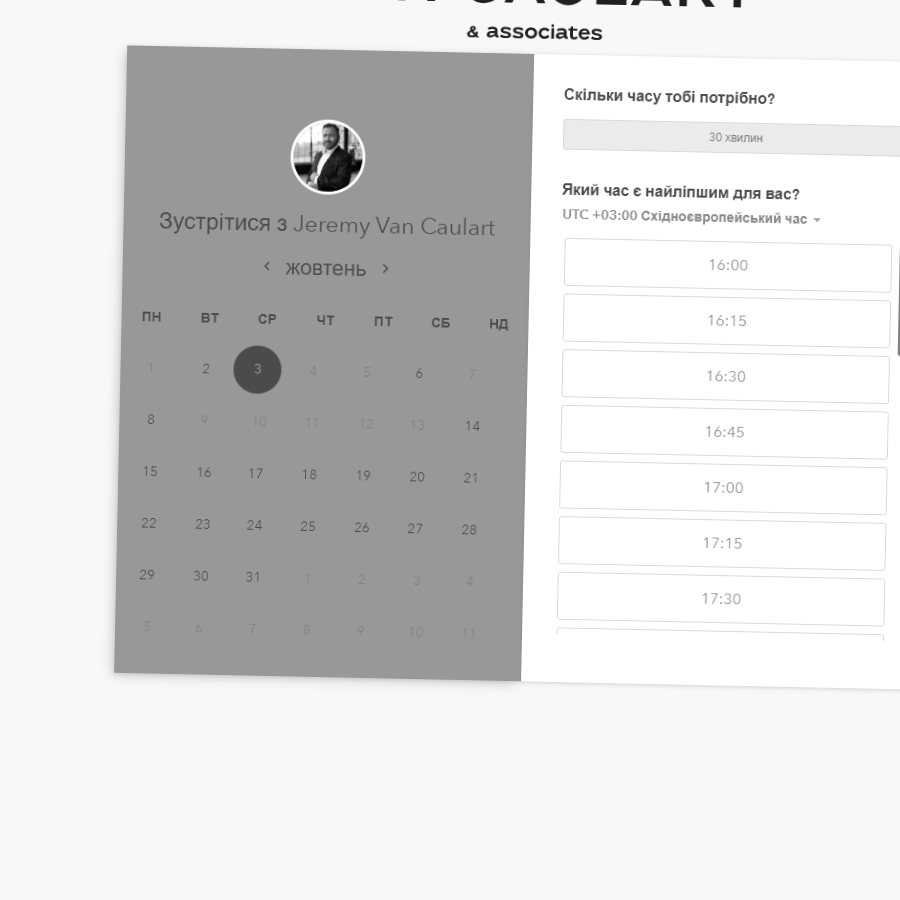 CAULART
& associates
Зустрітися з Jeremy Van Caulart
жовтень
ПН ВТ СР ЧТ ПТ СБ НД
1 2 3 4 5 6 7
8 9 10 11 12 13 14
15 16 17 18 19 20 21
22 23 24 25 26 27 28
29 30 31 1 2 3 4
5 6 7 8 9 10 11
Скільки часу тобі потрібно?
30 хвилин
Який час є найліпшим для вас?
UTC +03:00 Східноєвропейський час
16:00
16:15
16:30
16:45
17:00
17:15
17:30